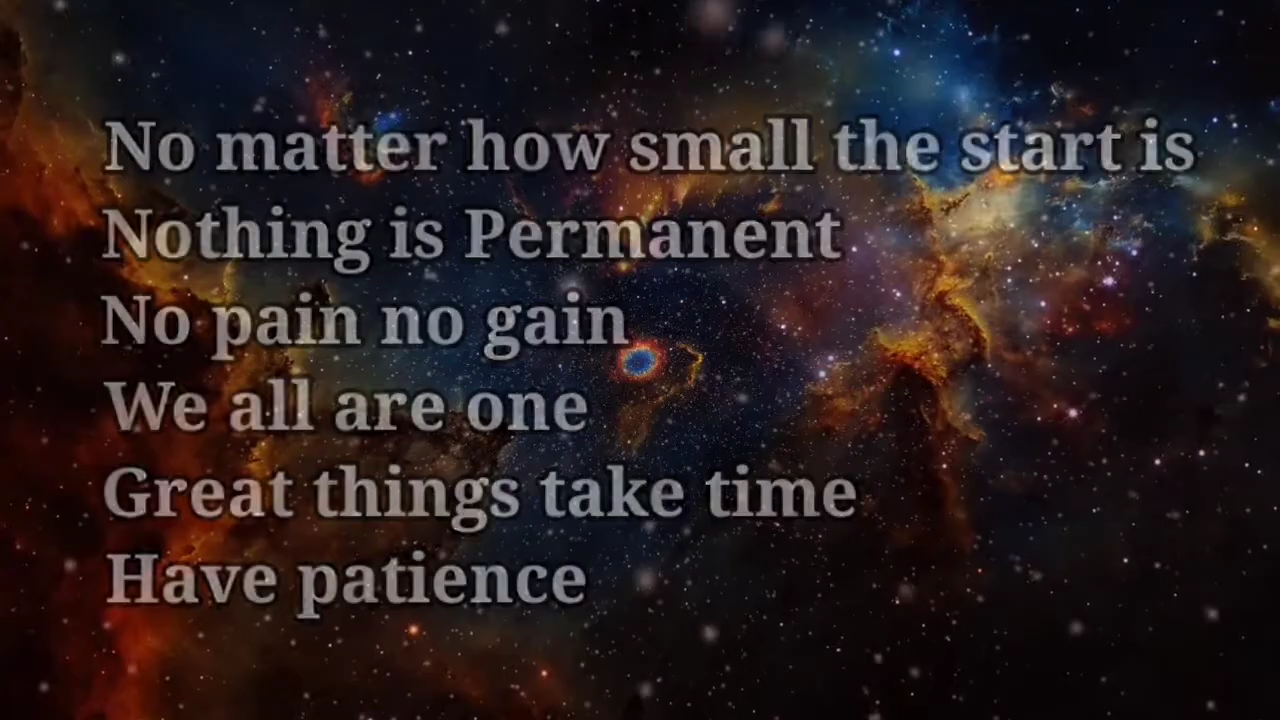 No matter how small the start is
Nothing is Permanent
No pain no gain
We all are one
Great things take time
Have patience